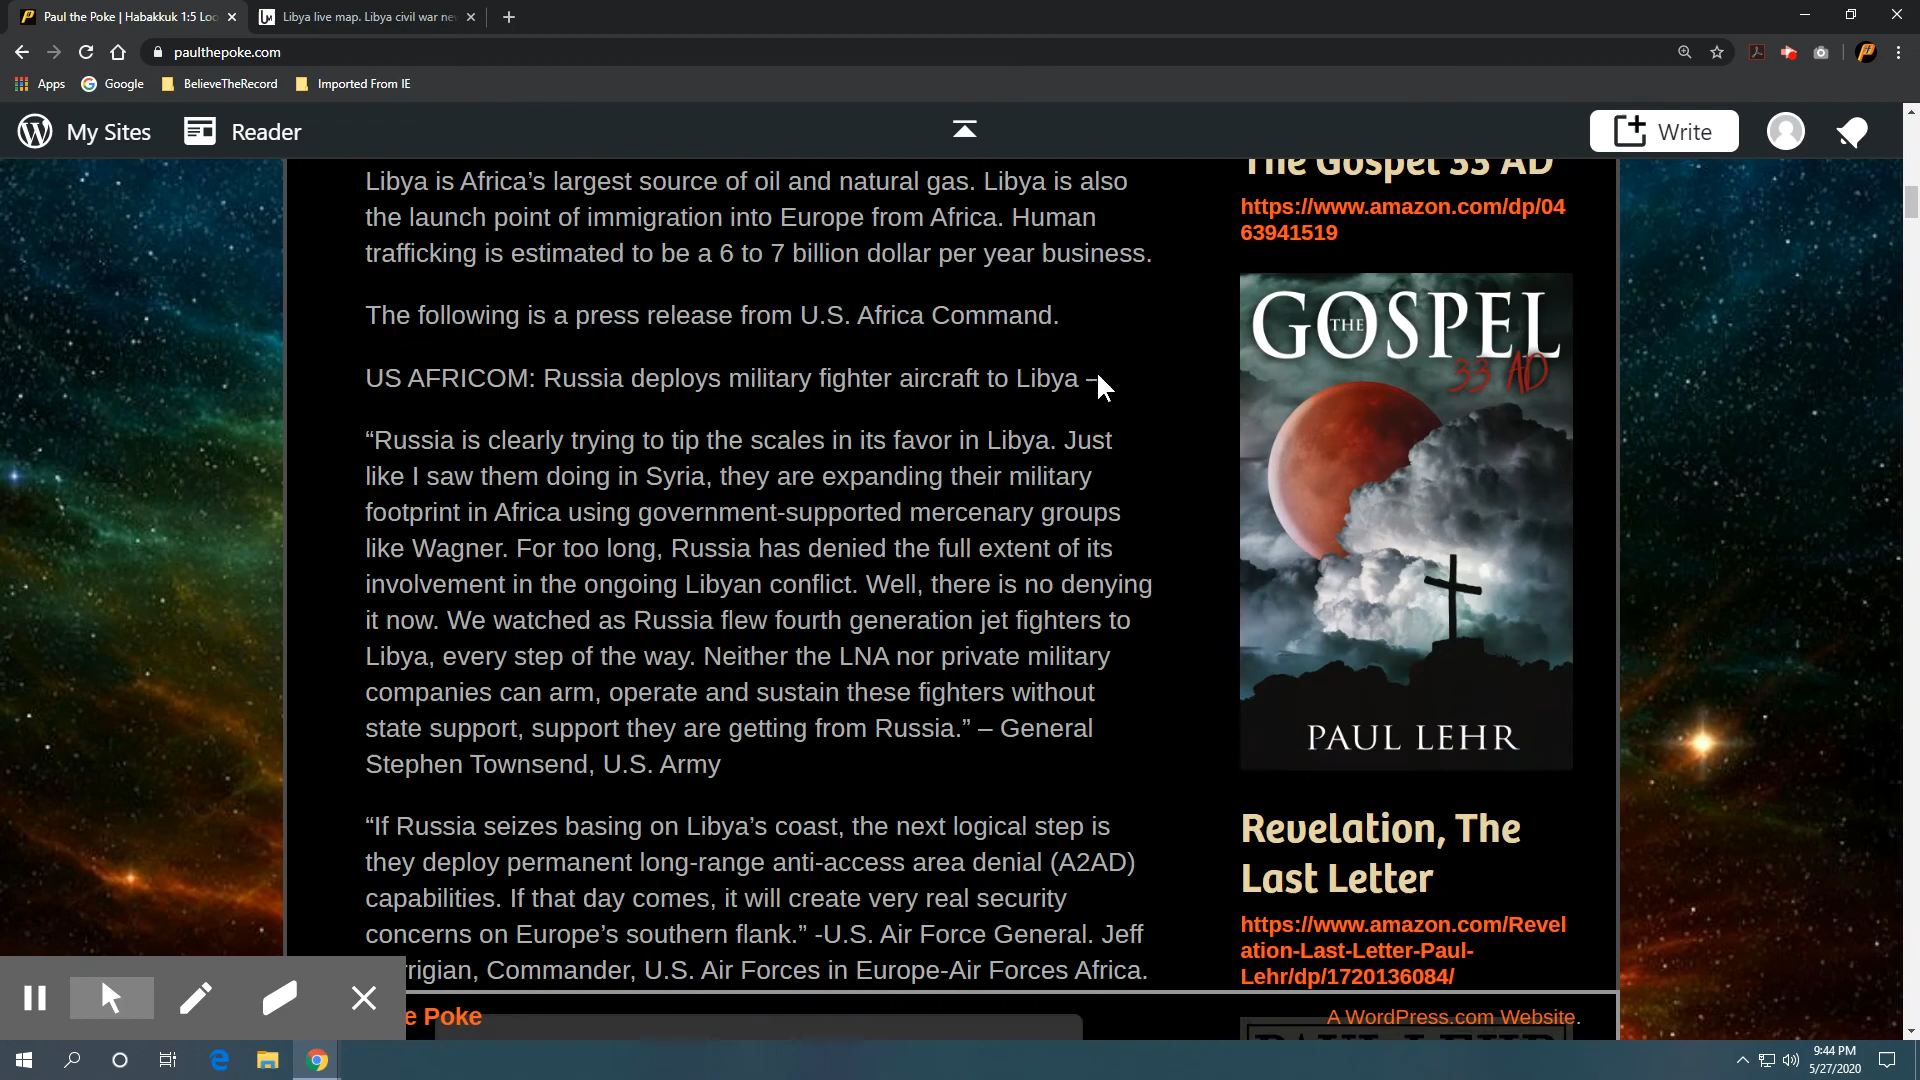 Paul the Poke | Habakkuk 1:5 Loo
Libya live map. Libya civil war ne
paulthepoke.com
Apps
Google
BelieveTheRecord
Imported From IE
My Sites
Reader
Write
Libya is Africa’s largest source of oil and natural gas. Libya is also
the launch point of immigration into Europe from Africa. Human
trafficking is estimated to be a 6 to 7 billion dollar per year business.
The following is a press release from U.S. Africa Command.
US AFRICOM: Russia deploys military fighter aircraft to Libya –
“Russia is clearly trying to tip the scales in its favor in Libya. Just
like I saw them doing in Syria, they are expanding their military
footprint in Africa using government-supported mercenary groups
like Wagner. For too long, Russia has denied the full extent of its
involvement in the ongoing Libyan conflict. Well, there is no denying
it now. We watched as Russia flew fourth generation jet fighters to
Libya, every step of the way. Neither the LNA nor private military
companies can arm, operate and sustain these fighters without
state support, support they are getting from Russia.” – General
Stephen Townsend, U.S. Army
“If Russia seizes basing on Libya’s coast, the next logical step is
they deploy permanent long-range anti-access area denial (A2AD)
capabilities. If that day comes, it will create very real security
concerns on Europe’s southern flank.” -U.S. Air Force General. Jeff
rrigian, Commander, U.S. Air Forces in Europe-Air Forces Africa.
The Gospel 33 AD
https://www.amazon.com/dp/04
63941519
THE GOSPEL
33 AD
PAUL LEHR
Revelation, The
Last Letter
https://www.amazon.com/Revel
ation-Last-Letter-Paul-
Lehr/dp/1720136084/
PAUL LEHR
e Poke
A WordPress.com Website.
9:44 PM
5/27/2020